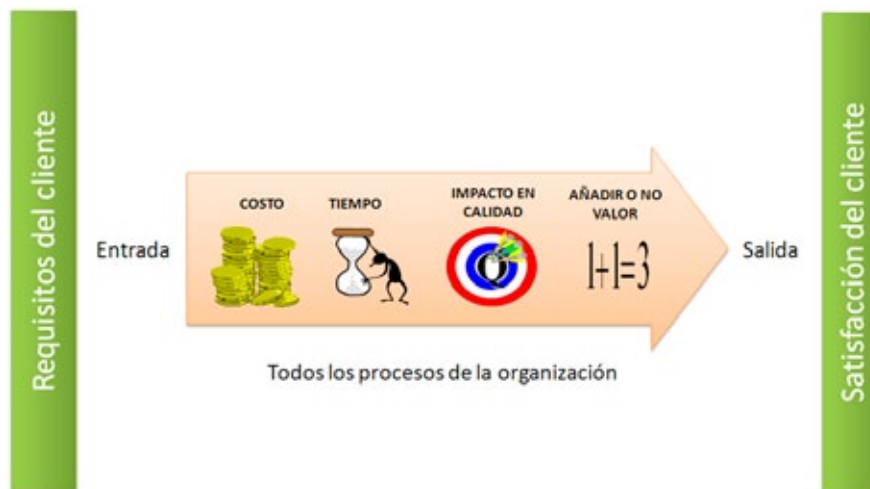 Requisitos del cliente
Entrada
COSTO
TIEMPO
IMPACTO EN
CALIDAD
Q
AÑADIR O NO
VALOR
1+1=3
Salida
Todos los procesos de la organización
Satisfacción del cliente